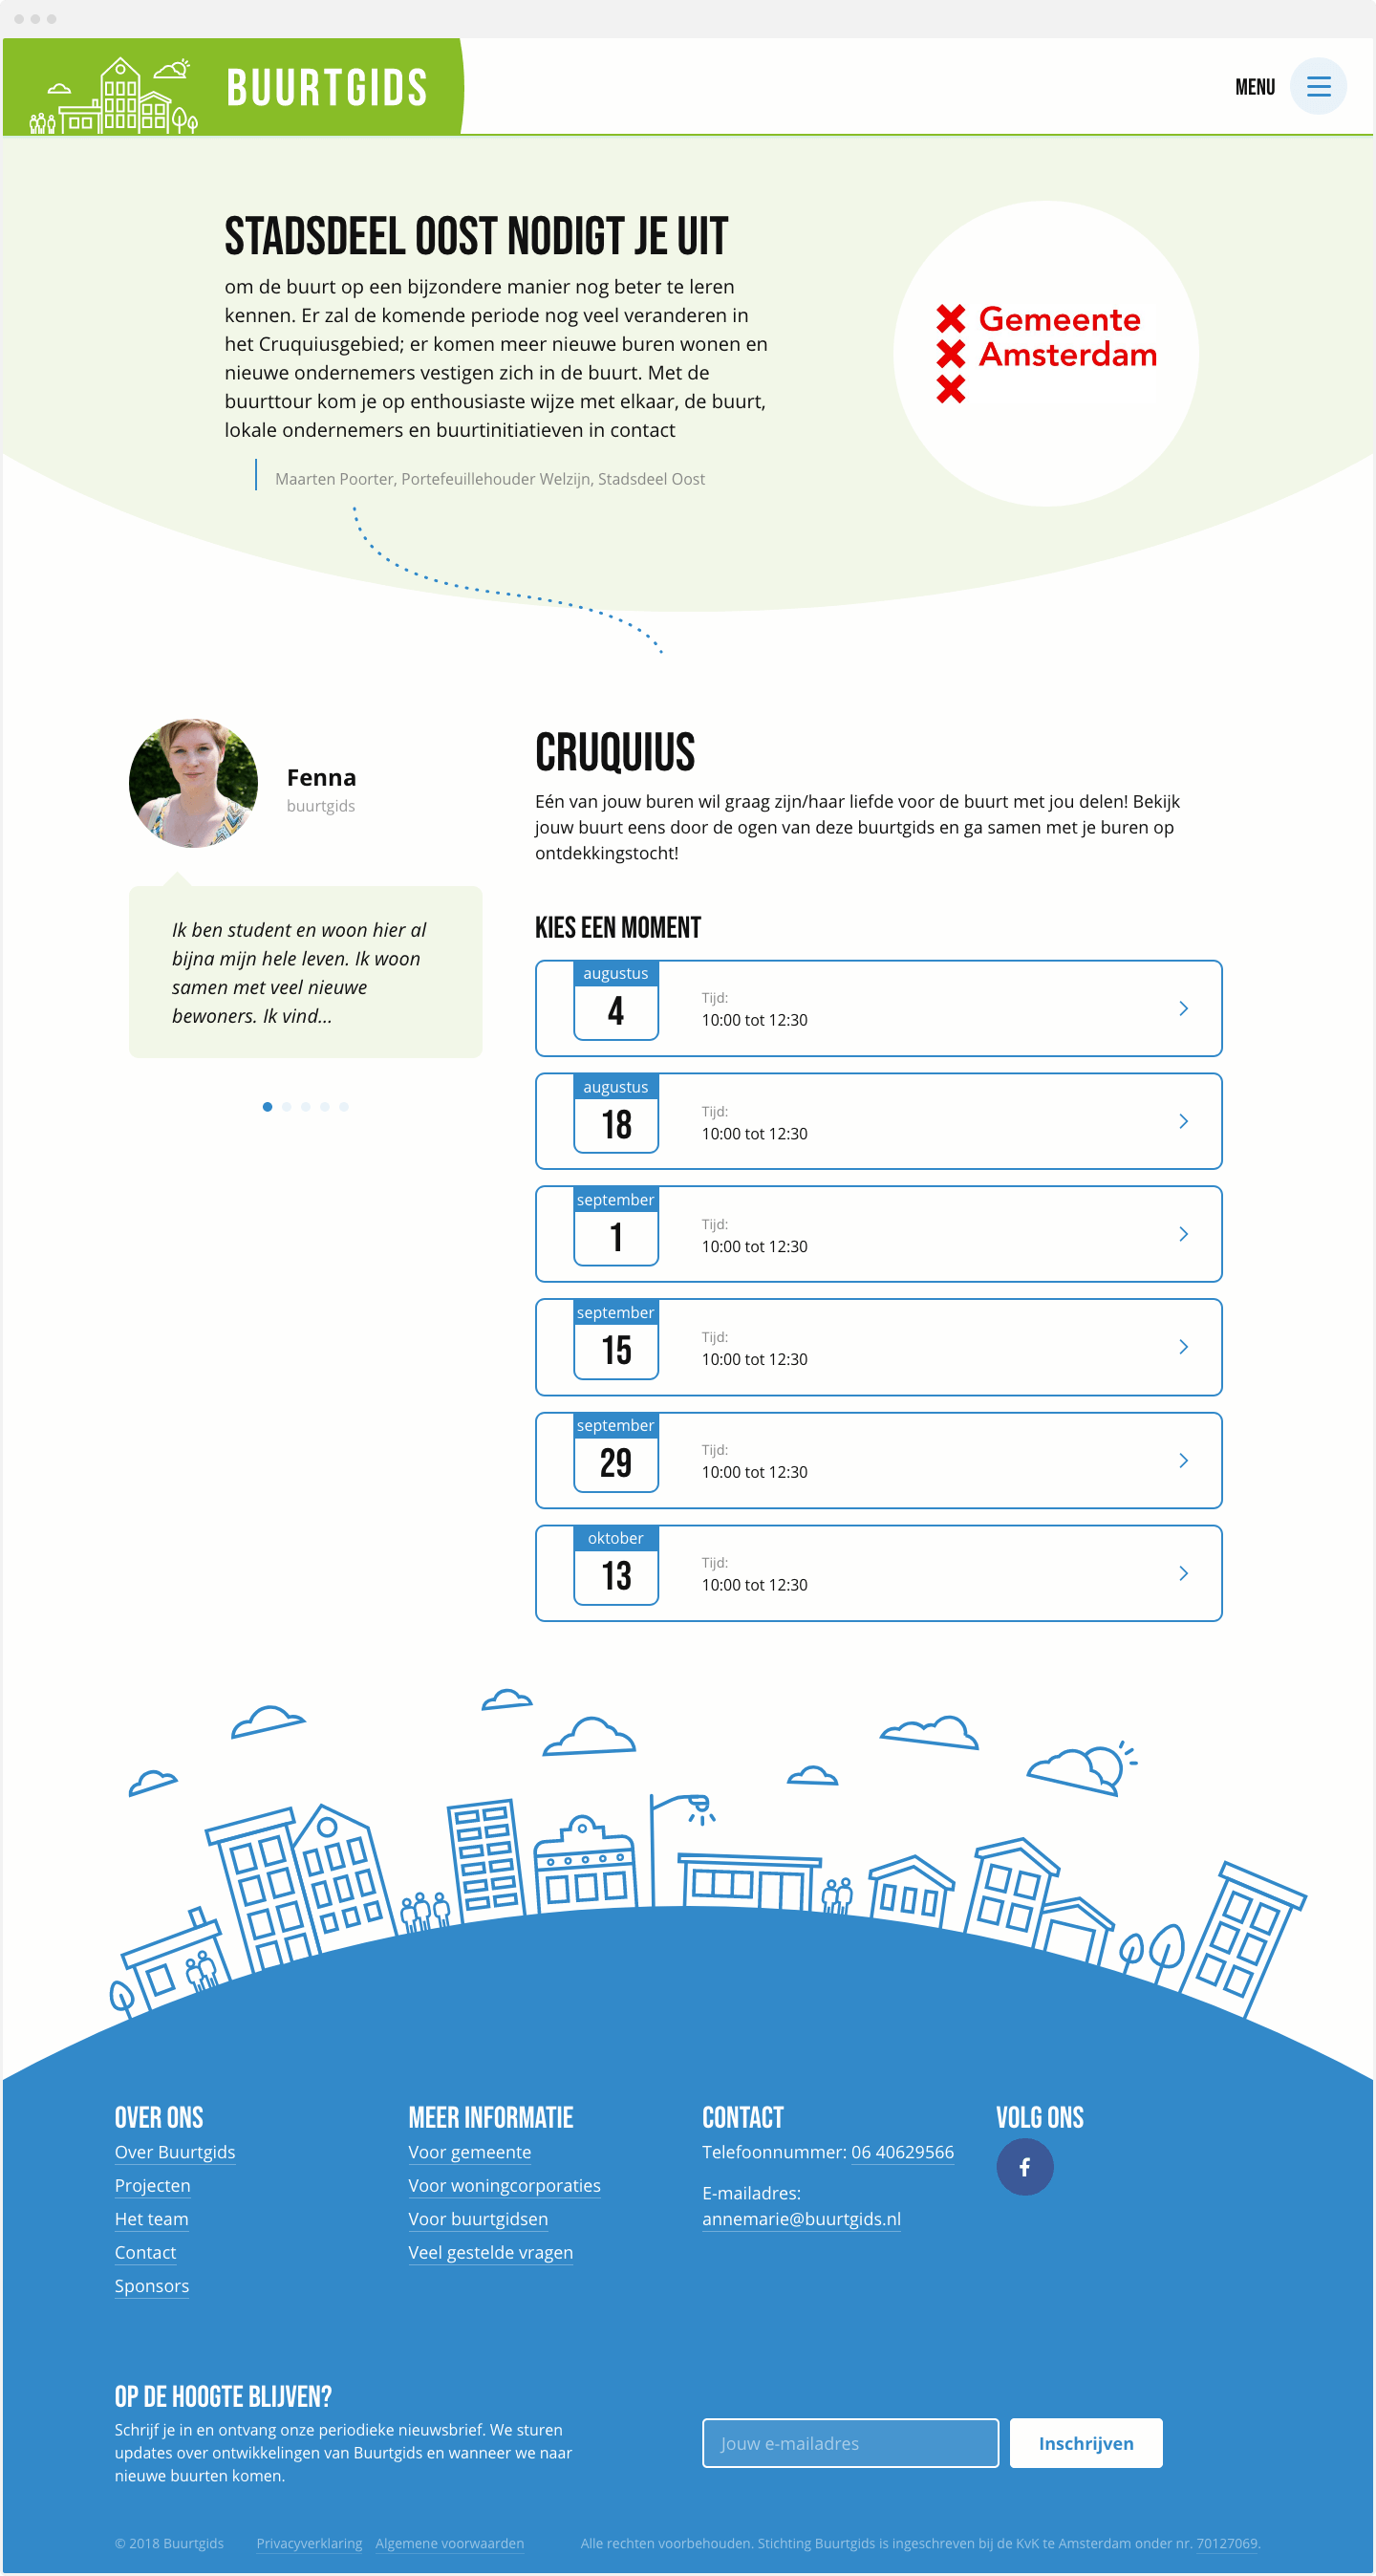 BUURTGIDS
MENU
STADSDEEL OOST NODIGT JE UIT
om de buurt op een bijzondere manier nog beter te leren
kennen. Er zal de komende periode nog veel veranderen in
het Cruquiusgebied; er komen meer nieuwe buren wonen en
nieuwe ondernemers vestigen zich in de buurt. Met de
buurttour kom je op enthousiaste wijze met elkaar, de buurt,
lokale ondernemers en buurtinitiatieven in contact
Maarten Poorter, Portefeuillehouder Welzijn, Stadsdeel Oost
Gemeente
Amsterdam
Fenna
buurtgids
Ik ben student en woon hier al
bijna mijn hele leven. Ik woon
samen met veel nieuwe
bewoners. Ik vind...
CRUQUIUS
Eén van jouw buren wil graag zijn/haar liefde voor de buurt met jou delen! Bekijk
jouw buurt eens door de ogen van deze buurtgids en ga samen met je buren op
ontdekkingstocht!
KIES EEN MOMENT
augustus
4
Tijd:
10:00 tot 12:30
augustus
18
Tijd:
10:00 tot 12:30
september
1
Tijd:
10:00 tot 12:30
september
15
Tijd:
10:00 tot 12:30
september
29
Tijd:
10:00 tot 12:30
oktober
13
Tijd:
10:00 tot 12:30
OVER ONS
Over Buurtgids
Projecten
Het team
Contact
Sponsors
MEER INFORMATIE
Voor gemeente
Voor woningcorporaties
Voor buurtgidsen
Veel gestelde vragen
CONTACT
Telefoonnummer: 06 40629566
E-mailadres:
annemarie@buurtgids.nl
VOLG ONS
OP DE HOOGTE BLIJVEN?
Schrijf je in en ontvang onze periodieke nieuwsbrief. We sturen
updates over ontwikkelingen van Buurtgids en wanneer we naar
nieuwe buurten komen.
Jouw e-mailadres
Inschrijven
© 2018 Buurtgids Privacyverklaring Algemene voorwaarden Alle rechten voorbehouden. Stichting Buurtgids is ingeschreven bij de KvK te Amsterdam onder nr. 70127069.